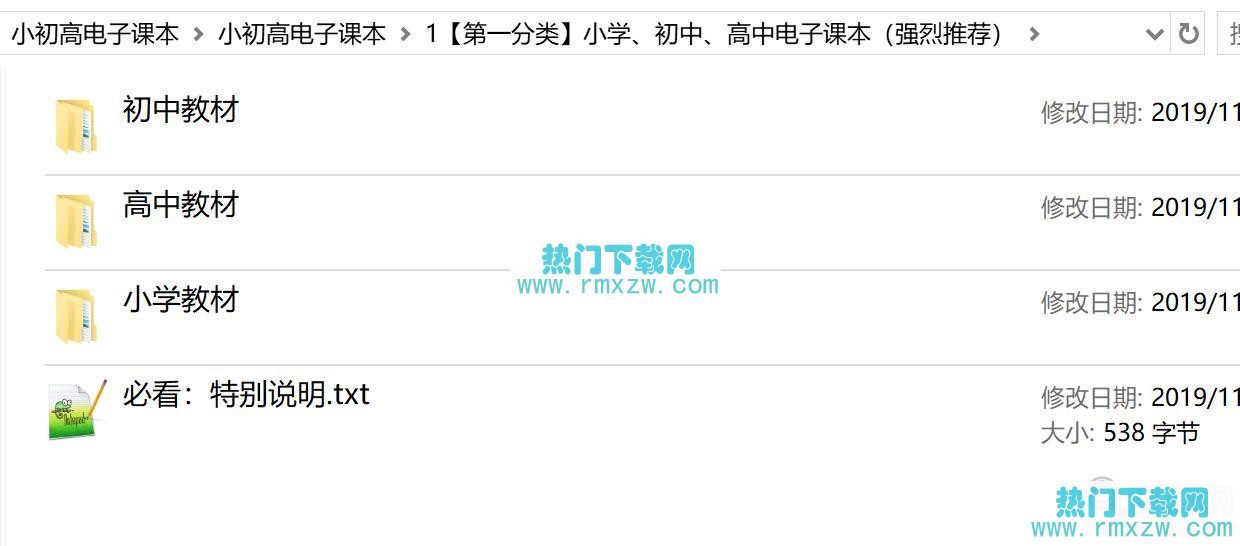 小初高电子课本 > 小初高电子课本 > 1【第一分类】小学、初中、高中电子课本（强烈推荐） >
初中教材
修改日期: 2019/11
高中教材
修改日期: 2019/11
热门下载网
www.rmxzw.com
小学教材
修改日期: 2019/11
必看：特别说明.txt
修改日期: 2019/11
大小: 538 字节
热门下载网
www.rmxzw.com